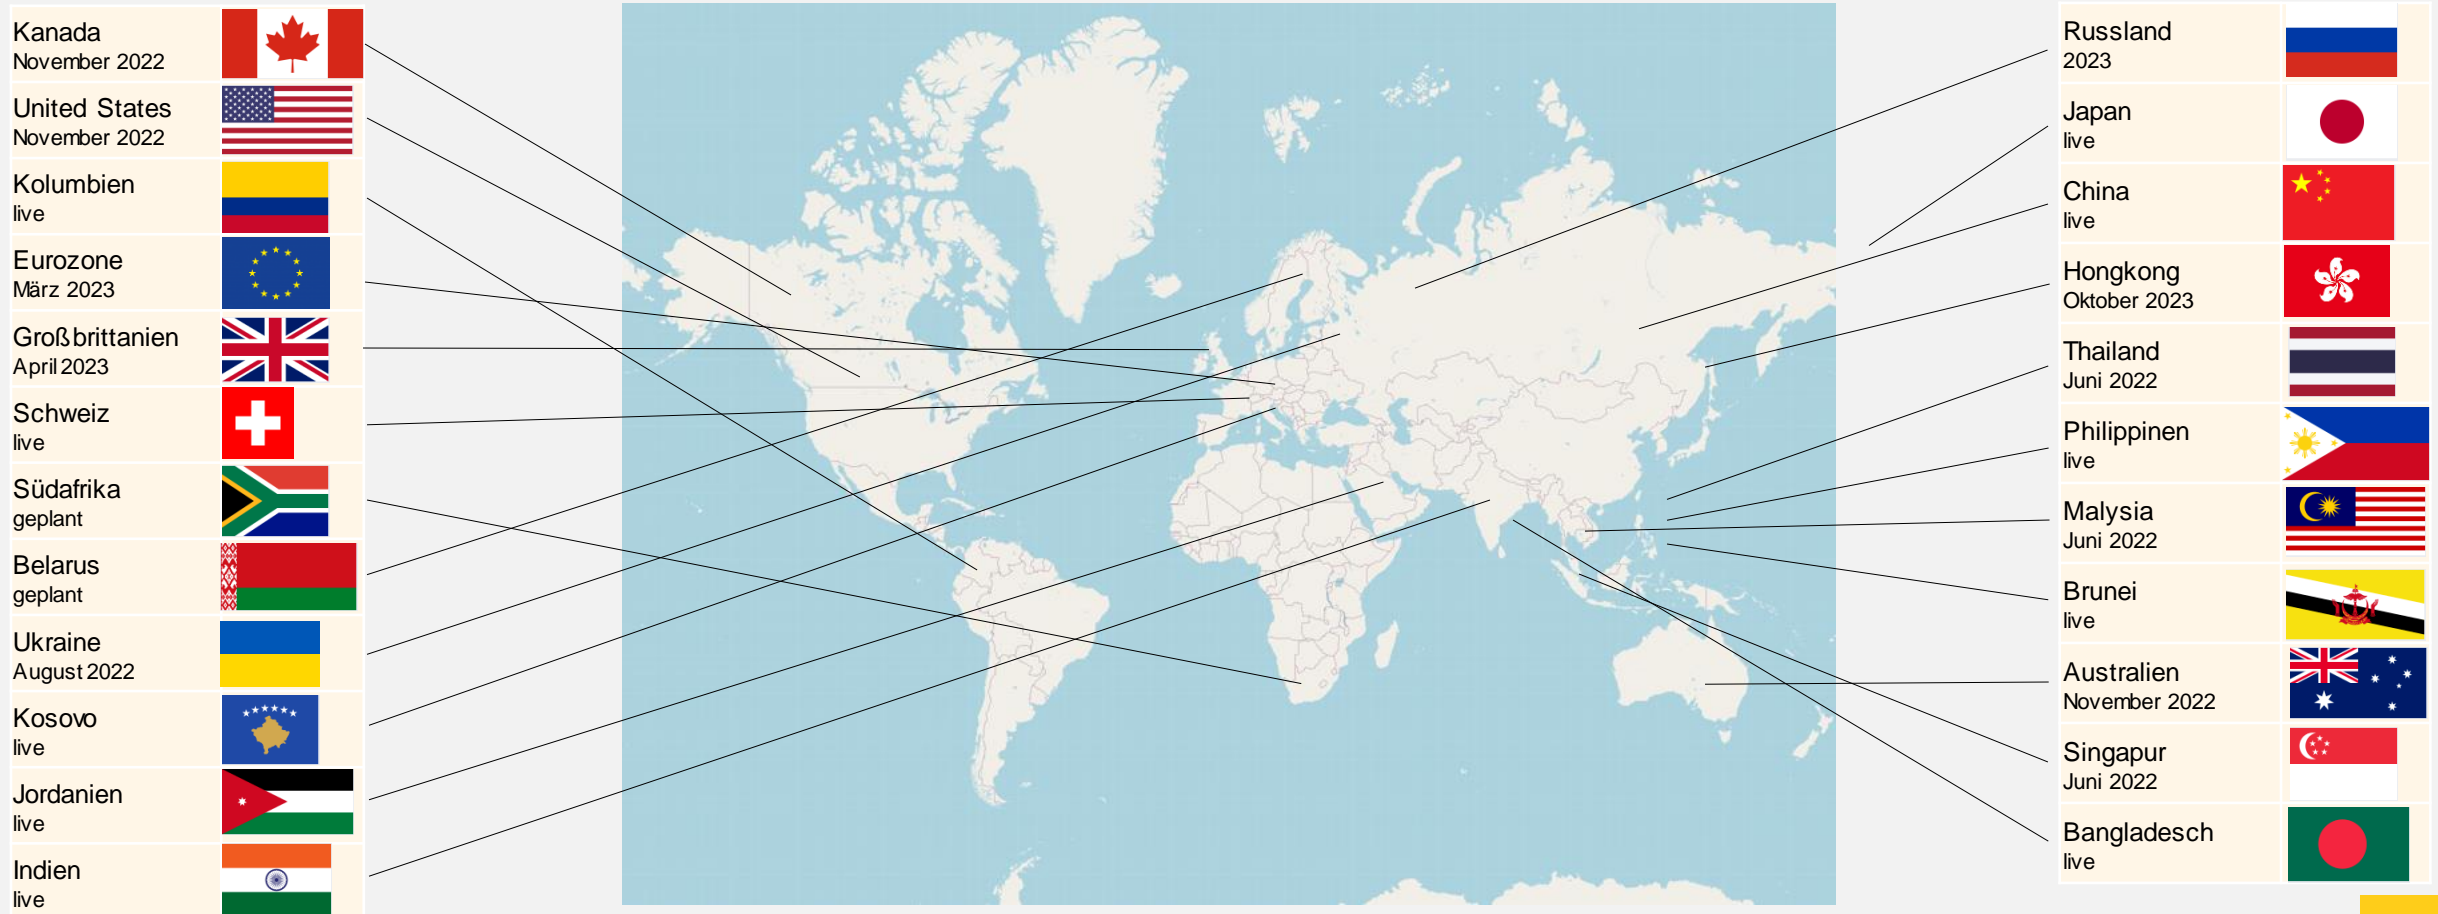 Kanada
November 2022
United States
November 2022
Kolumbien
live
Eurozone
März 2023
Großbrittanien
April 2023
Schweiz
live
Südafrika
geplant
Belarus
geplant
Ukraine
August 2022
Kosovo
live
Jordanien
live
Indien
live
Russland
2023
Japan
live
China
live
Hongkong
Oktober 2023
Thailand
Juni 2022
Philippinen
live
Malysia
Juni 2022
Brunei
live
Australien
November 2022
Singapur
Juni 2022
Bangladesch
live